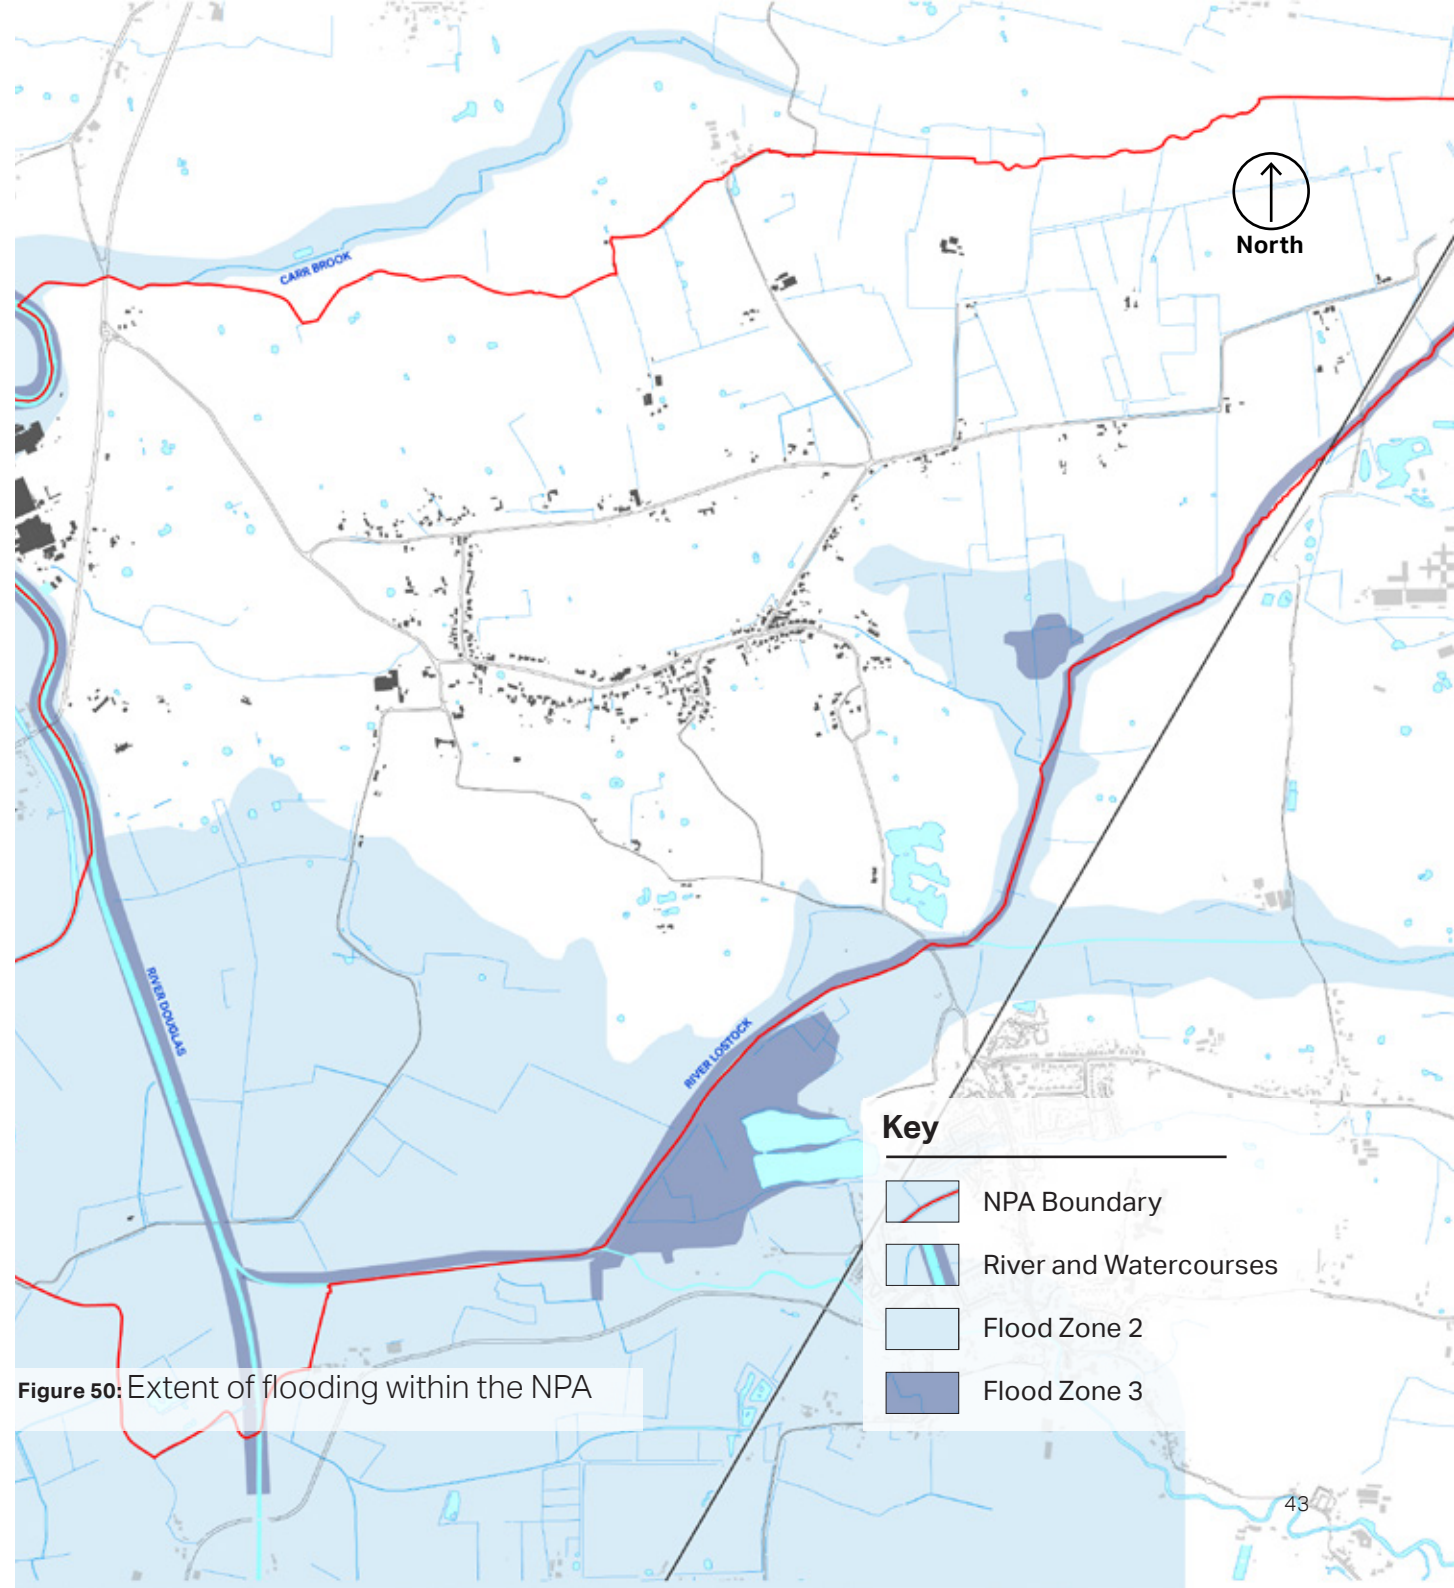 North
CARR BROOK
RIVER DOUGLAS
RIVER LOSTOCK
Key
NPA Boundary
River and Watercourses
Flood Zone 2
Flood Zone 3
Figure 50: Extent of flooding within the NPA
43